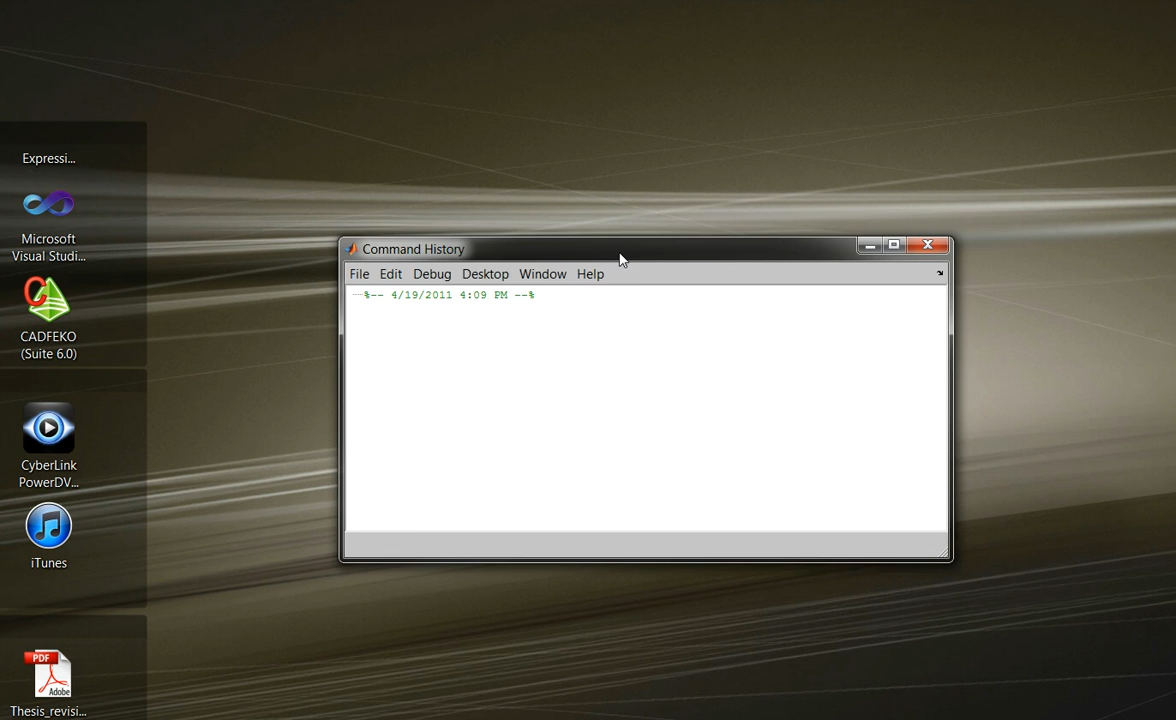 Expressi...
Microsoft
Visual Studi...
CADFEKO
(Suite 6.0)
CyberLink
PowerDV...
iTunes
PDF
Adobe
Thesis_revisi...
Command History
File Edit Debug Desktop Window Help
%-- 4/19/2011 4:09 PM --%